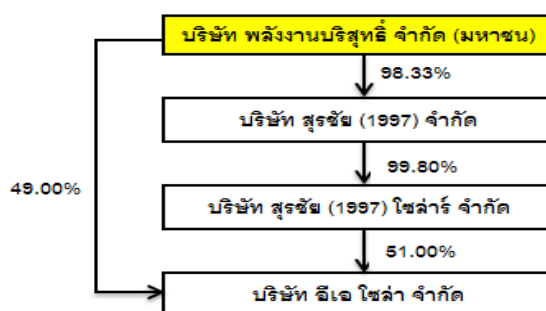 บริษัท พลังงานบริสุทธิ์ จำกัด (มหาชน)
98.33%
บริษัท สุรชัย (1997) จำกัด
99.80%
49.00%
บริษัท สุรชัย (1997) โซล่าร์ จำกัด
51.00%
บริษัท อีเอ โซล่า จำกัด